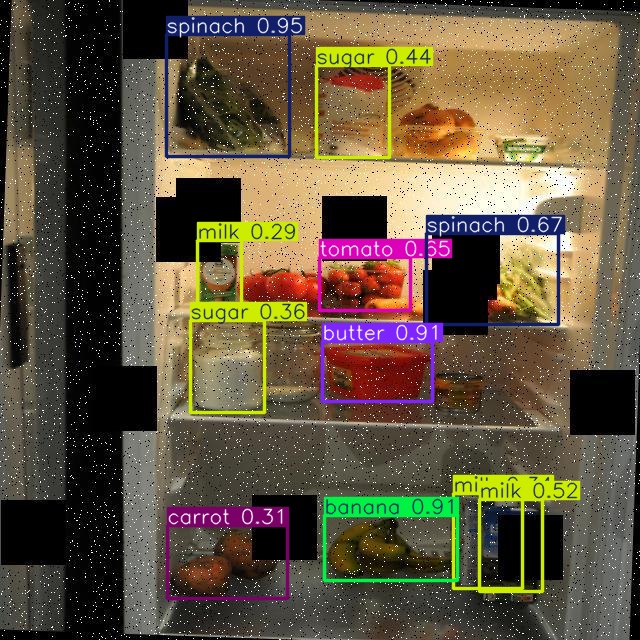 spinach 0.95
sugar 0.44
spinach 0.67
milk 0.29
tomato 0.65
sugar 0.36
butter 0.91
milk 0.52
banana 0.91
carrot 0.31